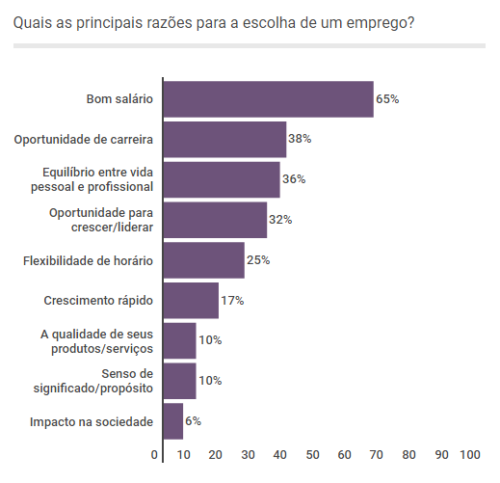 Quais as principais razões para a escolha de um emprego?
Bom salário
65%
Oportunidade de carreira
38%
Equilíbrio entre vida
pessoal e profissional
36%
Oportunidade para
crescer/liderar
32%
Flexibilidade de horário
25%
Crescimento rápido
17%
A qualidade de seus
produtos/serviços
10%
Senso de
significado/propósito
10%
Impacto na sociedade
6%
0 10 20 30 40 50 60 70 80 90 100